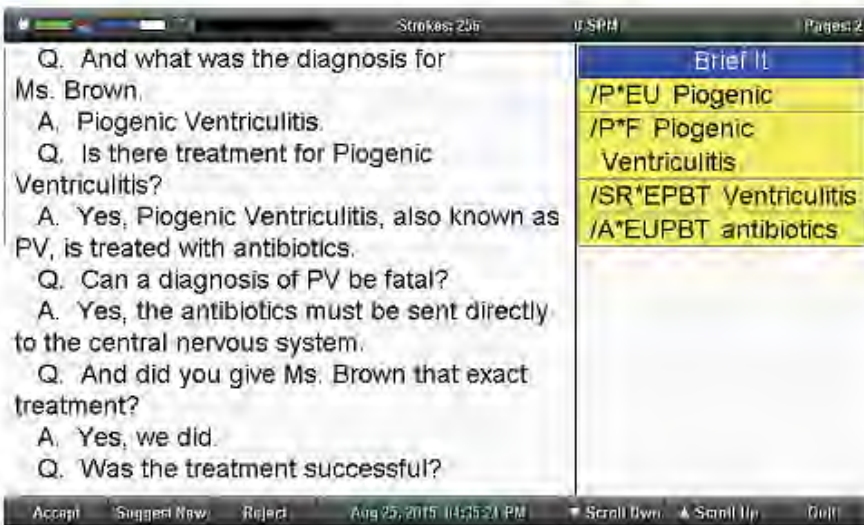 Strokes: 256
0 SPM
Pages: 2
Q. And what was the diagnosis for
Ms. Brown.
A. Piogenic Ventriculitis.
Q. Is there treatment for Piogenic
Ventriculitis?
A. Yes, Piogenic Ventriculitis, also known as
PV, is treated with antibiotics.
Q. Can a diagnosis of PV be fatal?
A. Yes, the antibiotics must be sent directly
to the central nervous system.
Q. And did you give Ms. Brown that exact
treatment?
A. Yes, we did.
Q. Was the treatment successful?
Brief It
/P*EU Piogenic
/P*F Piogenic
Ventriculitis
/SR*EPBT Ventriculitis
/A*EUPBT antibiotics
Accept Suggest New Reject Aug 25, 2015 04:35:21 PM ▼ Scroll Dwn ▲ Scroll Up Quit